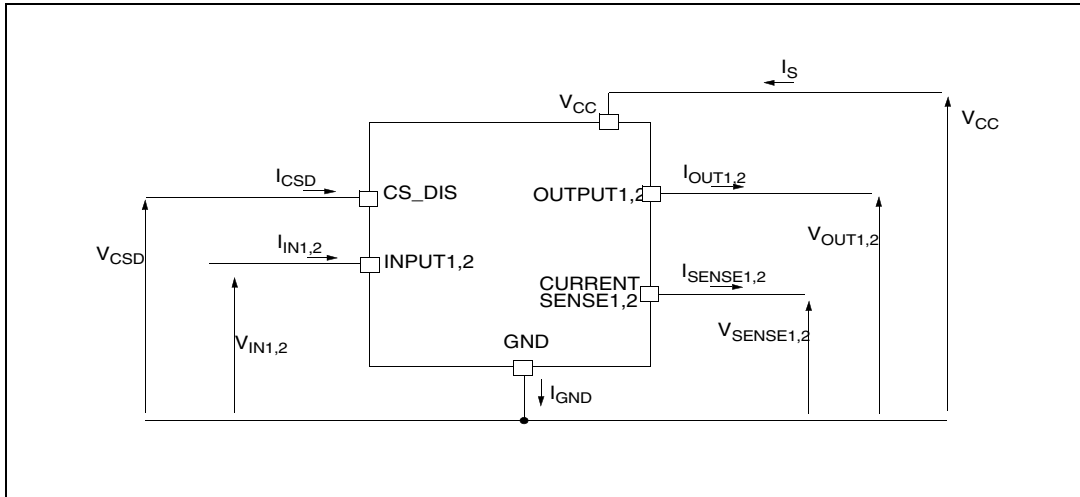 I_S
V_CC
V_CC
I_CSD
CS_DIS
I_OUT1,2
OUTPUT1,2
V_CSD
I_IN1,2
INPUT1,2
V_OUT1,2
I_SENSE1,2
CURRENT
SENSE1,2
V_IN1,2
V_SENSE1,2
GND
I_GND